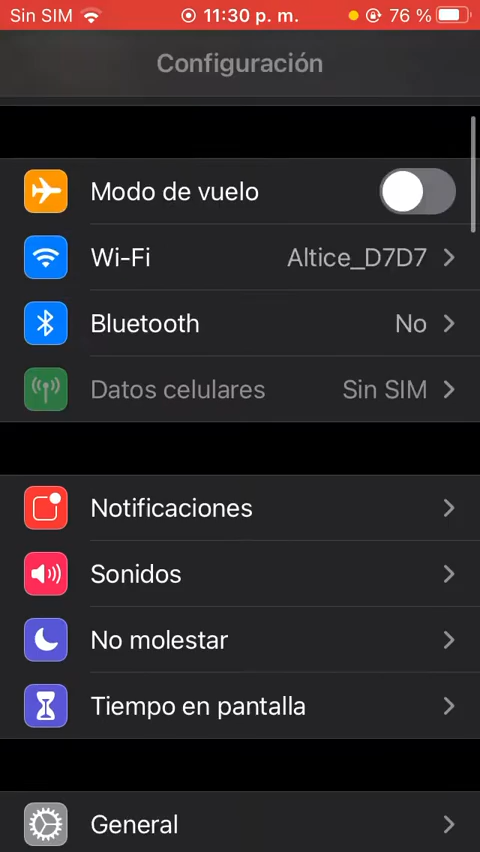 Sin SIM 11:30 p. m. 76 %
Configuración
Modo de vuelo
Wi-Fi Altice_D7D7
Bluetooth No
Datos celulares Sin SIM
Notificaciones
Sonidos
No molestar
Tiempo en pantalla
General